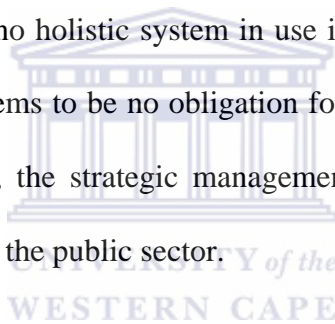 no holistic system in use i
ems to be no obligation fo
, the strategic management
the public sector.
UNIVERSITY of the
WESTERN CAPE